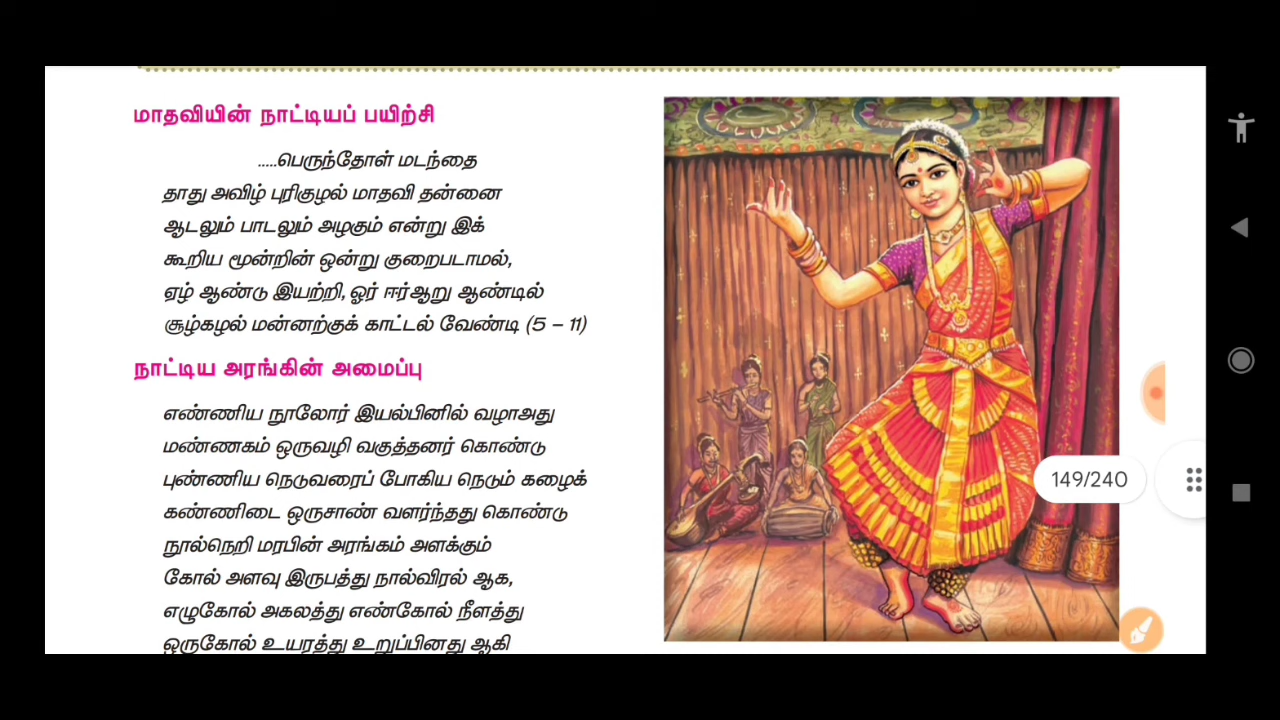 மாதவியின் நாட்டியப் பயிற்சி
.....பெருந்தோள் மடந்தை
தாது அவிழ் புரிகுழல் மாதவி தன்னை
ஆடலும் பாடலும் அழகும் என்று இக்
கூறிய மூன்றின் ஒன்று குறைபடாமல்,
ஏழ் ஆண்டு இயற்றி, ஓர் ஈர்ஆறு ஆண்டில்
சூழ்கழல் மன்னற்குக் காட்டல் வேண்டி (5 – 11)
நாட்டிய அரங்கின் அமைப்பு
எண்ணிய நூலோர் இயல்பினில் வழாஅது
மண்ணகம் ஒருவழி வகுத்தனர் கொண்டு
புண்ணிய நெடுவரைப் போகிய நெடும் கழைக்
கண்ணிடை ஒருசாண் வளர்ந்தது கொண்டு
நூல்நெறி மரபின் அரங்கம் அளக்கும்
கோல் அளவு இருபத்து நால்விரல் ஆக,
எழுகோல் அகலத்து எண்கோல் நீளத்து
ஒருகோல் உயரத்து உறுப்பினது ஆகி
149/240